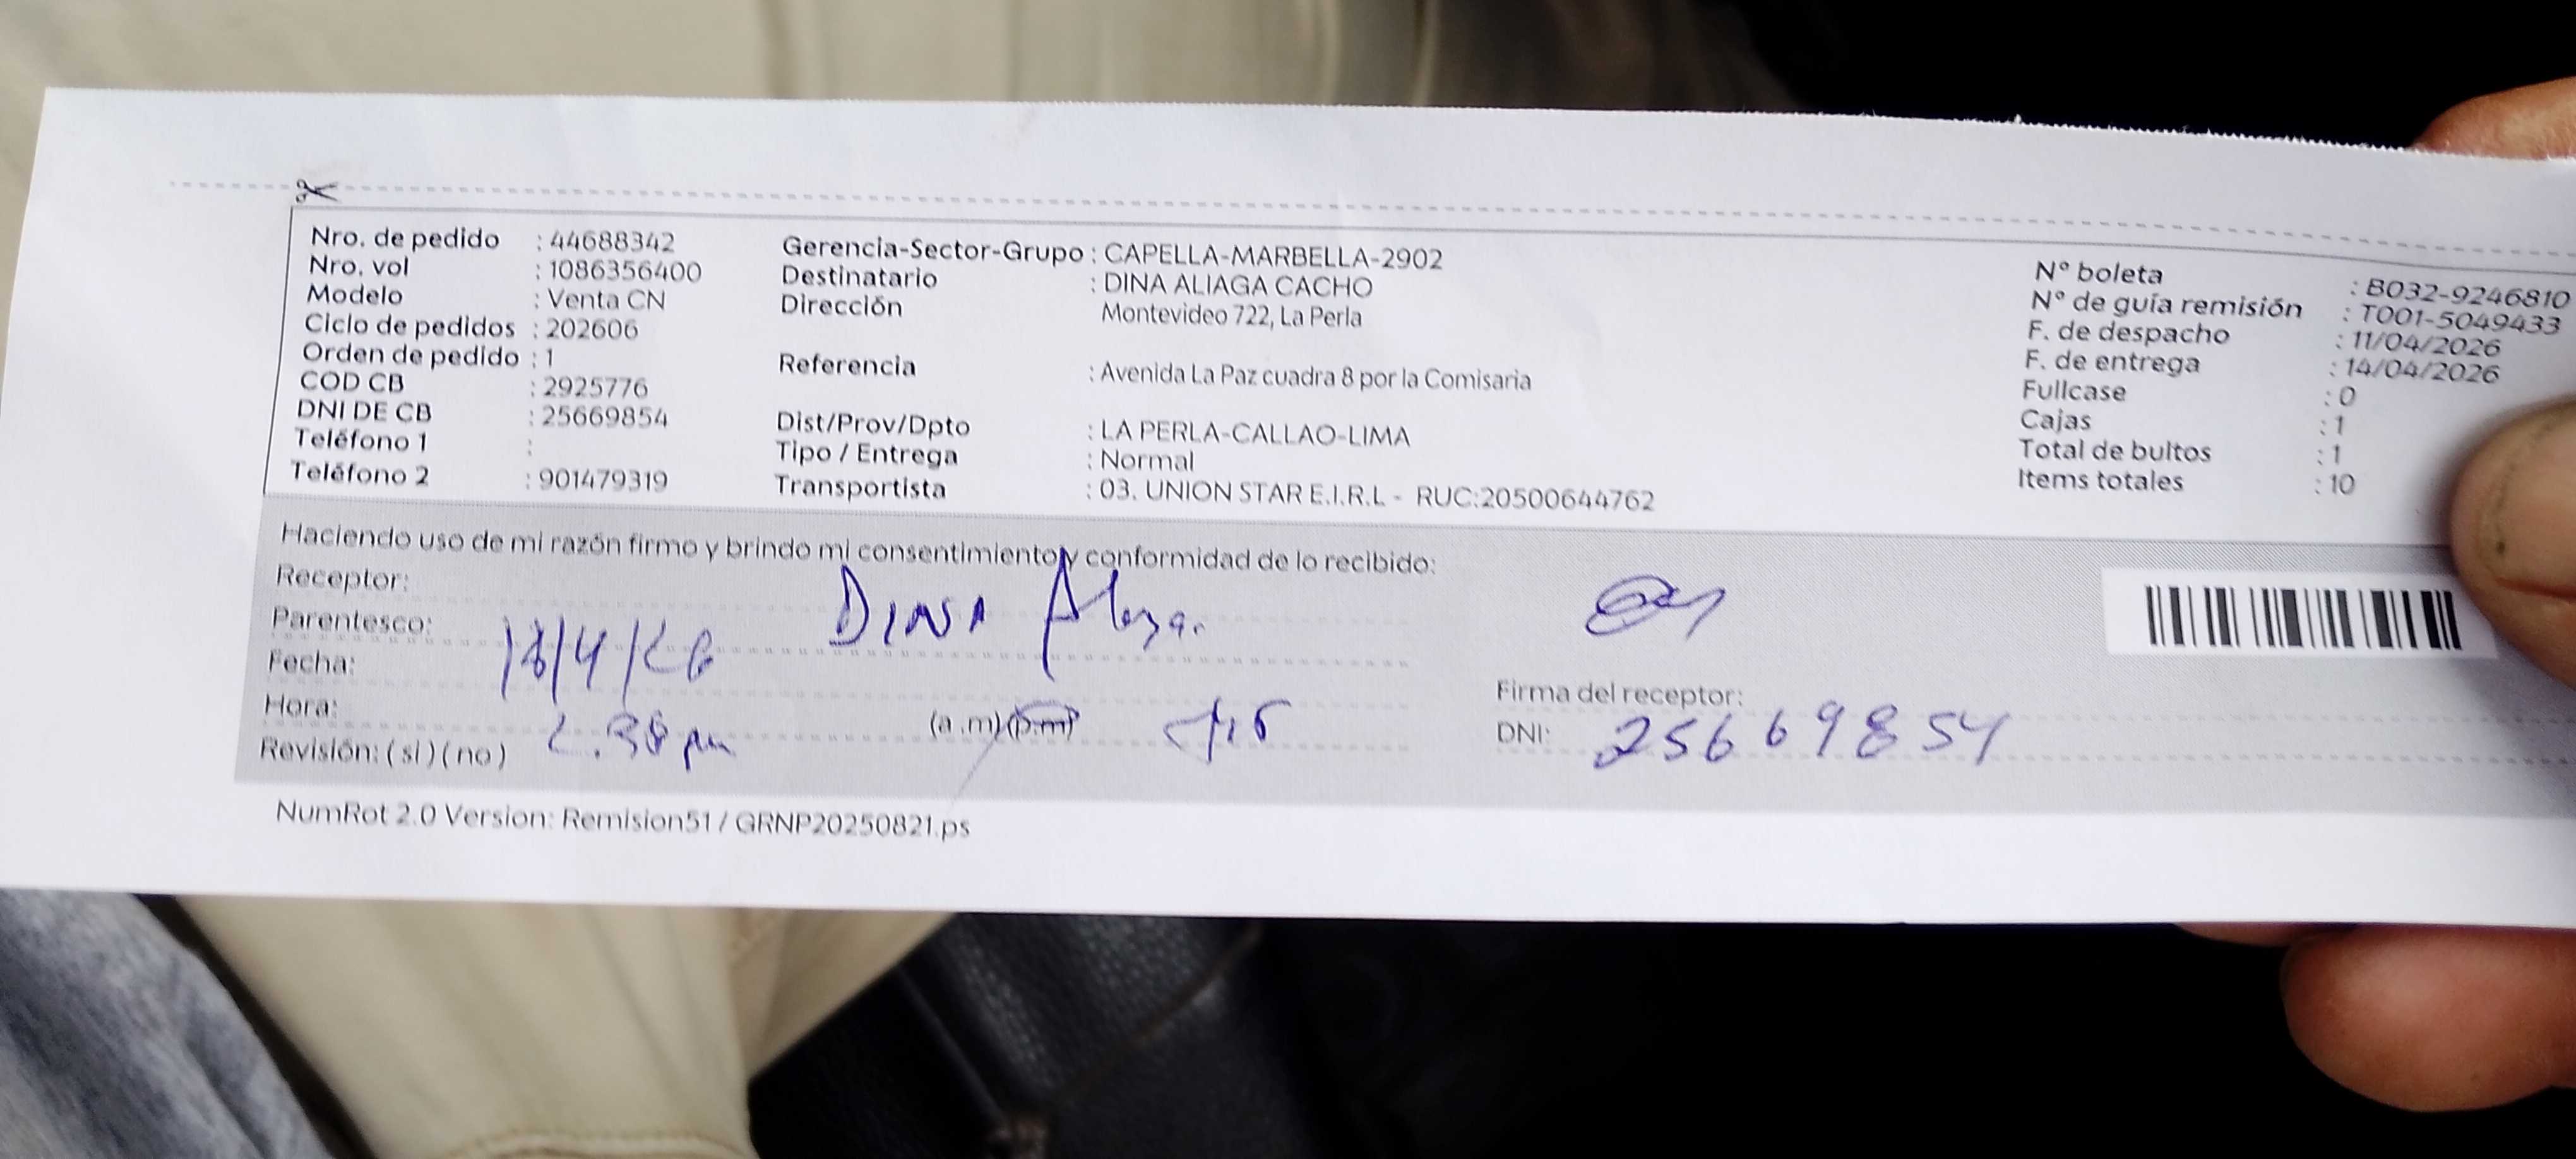 Nro. de pedido : 44688342
Nro. vol : 1086356400
Modelo : Venta CN
Ciclo de pedidos : 202606
Orden de pedido : 1
COD CB : 2925776
DNI DE CB : 25669854
Teléfono 1 :
Teléfono 2 : 901479319
Gerencia-Sector-Grupo : CAPELLA-MARBELLA-2902
Destinatario : DINA ALIAGA CACHO
Dirección Montevideo 722, La Perla
Referencia : Avenida La Paz cuadra 8 por la Comisaria
Dist/Prov/Dpto : LA PERLA-CALLAO-LIMA
Tipo / Entrega : Normal
Transportista : 03. UNION STAR E.I.R.L - RUC:20500644762
N° boleta : B032-9246810
N° de guía remisión : T001-5049433
F. de despacho : 11/04/2026
F. de entrega : 14/04/2026
Fullcase : 0
Cajas : 1
Total de bultos : 1
Items totales : 10
Haciendo uso de mi razón firmo y brindo mi consentimiento y conformidad de lo recibido:
Receptor: DINA
Parentesco:
Fecha:
Hora: (a.m) (p.m)
Revisión: ( si ) ( no )
Firma del receptor:
DNI: 25669854
NumRot 2.0 Version: Remision51 / GRNP20250821.ps